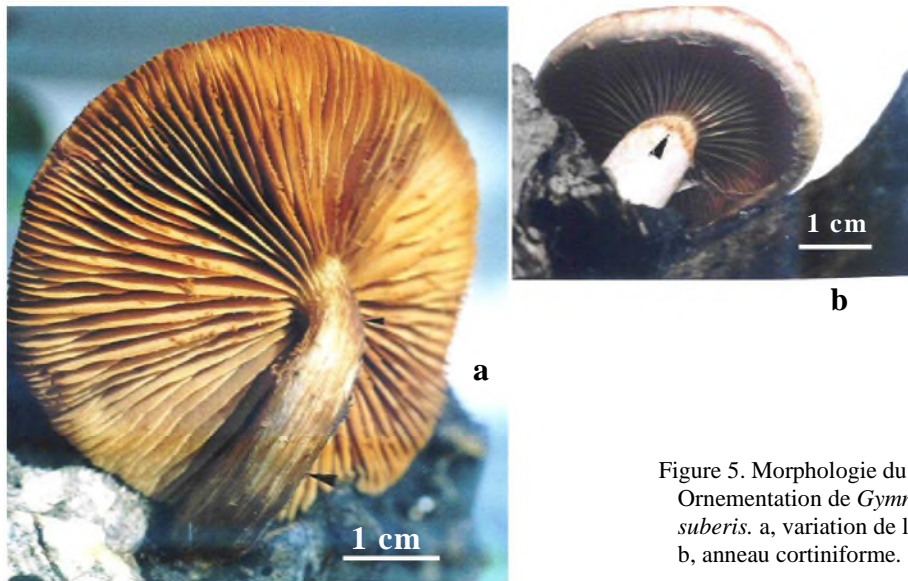 a
1 cm
1 cm
b
Figure 5. Morphologie du
Ornementation de Gymn
suberis. a, variation de l
b, anneau cortiniforme.